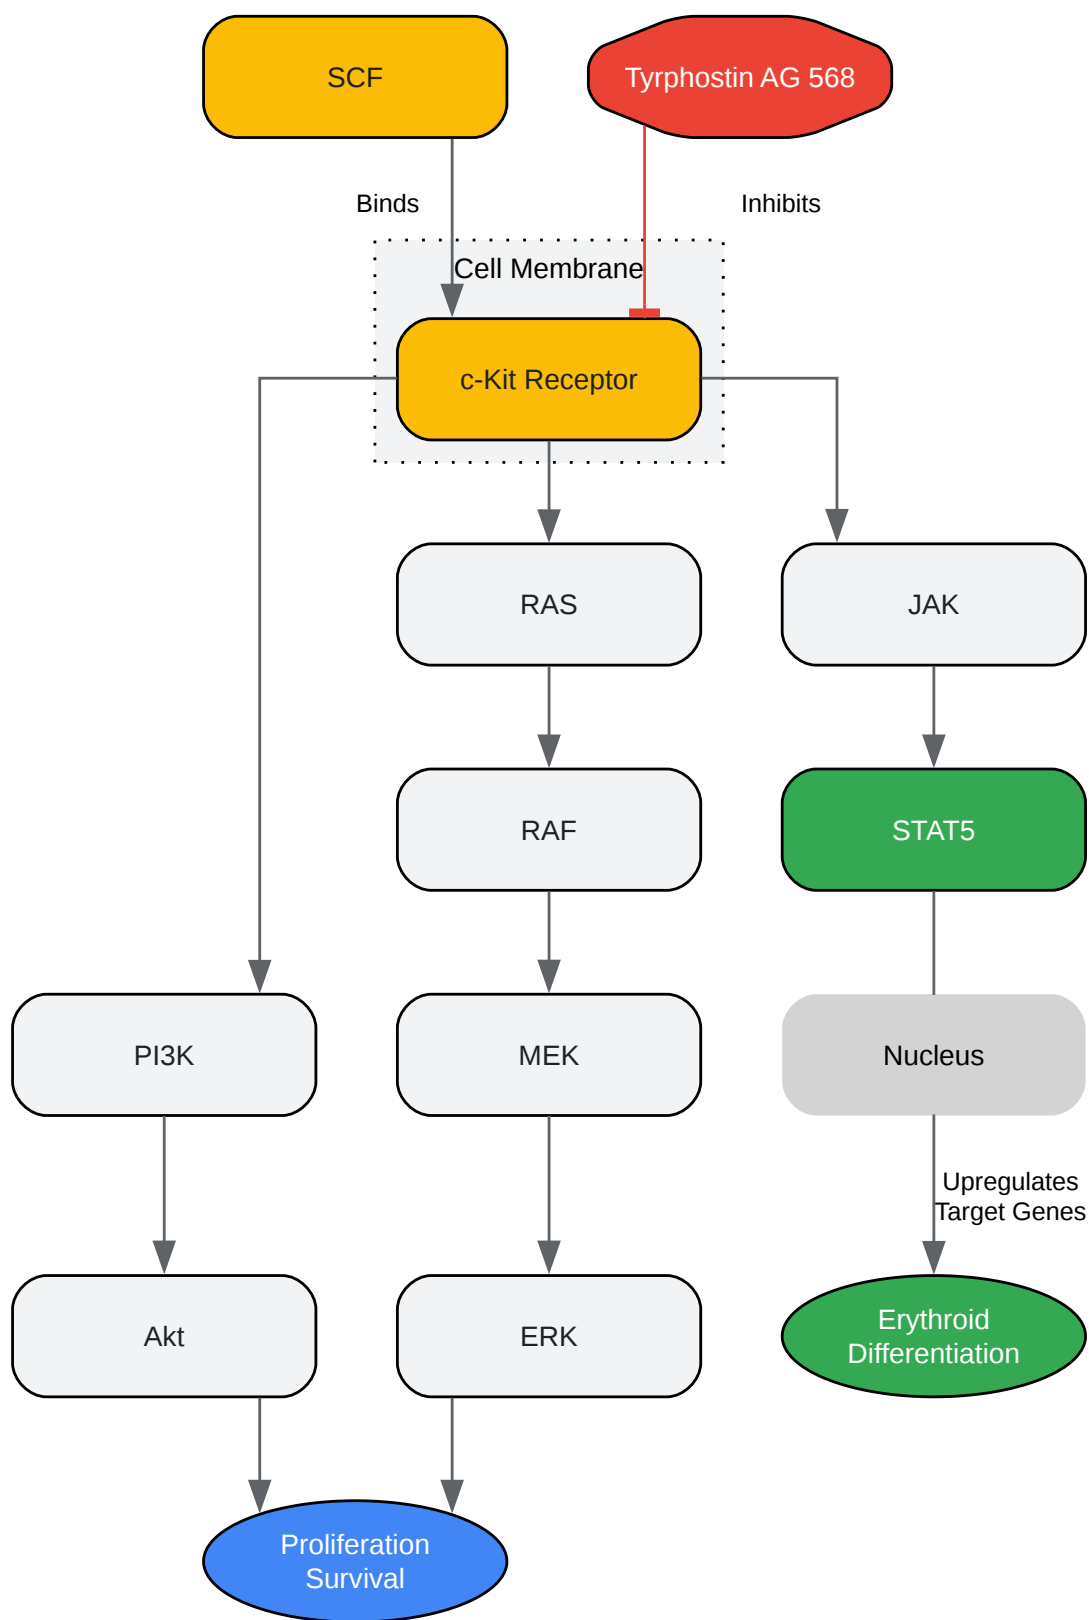 SCF
Tyrphostin AG 568
Binds
Inhibits
Cell Membrane
c-Kit Receptor
RAS
JAK
RAF
STAT5
PI3K
MEK
Nucleus
Upregulates
Target Genes
Akt
ERK
Erythroid
Differentiation
Proliferation
Survival